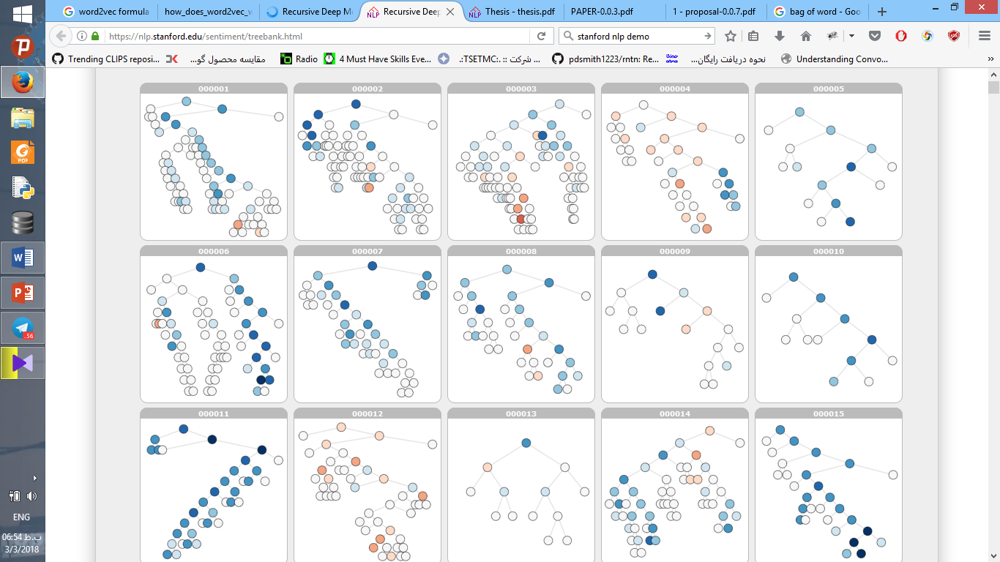 word2vec formula
how_does_word2vec_w
Recursive Deep Mo
Recursive Deep
Thesis - thesis.pdf
PAPER-0.0.3.pdf
1 - proposal-0.0.7.pdf
bag of word - Goo
https://nlp.stanford.edu/sentiment/treebank.html
stanford nlp demo
Trending CLIPS reposi...
مقایسه محصول گو...
Radio
4 Must Have Skills Eve...
.:TSETMC:. :: شرکت ...
pdsmith1223/rntn: Re...
نحوه دریافت رایگان...
Understanding Convo...
000001
000002
000003
000004
000005
000006
000007
000008
000009
000010
000011
000012
000013
000014
000015
PDF
.56
ENG
06:54 ب.ظ
3/3/2018